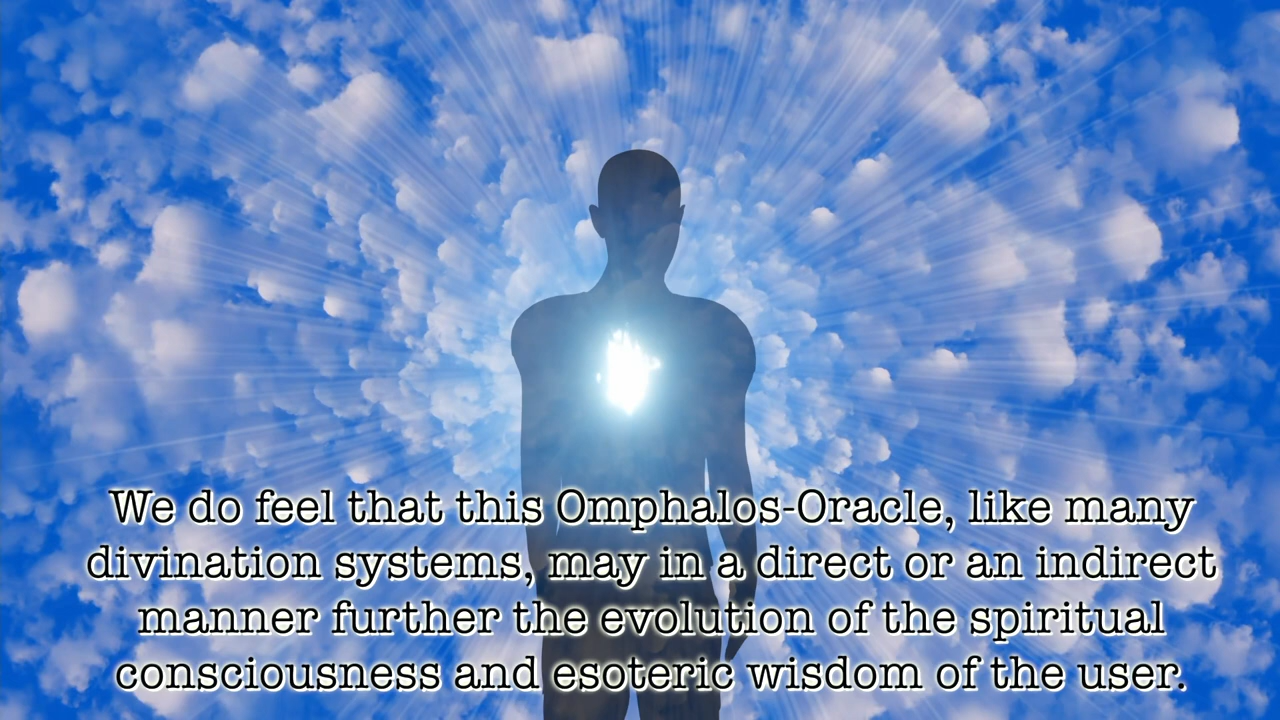 We do feel that this Omphalos-Oracle, like many
divination systems, may in a direct or an indirect
manner further the evolution of the spiritual
consciousness and esoteric wisdom of the user.